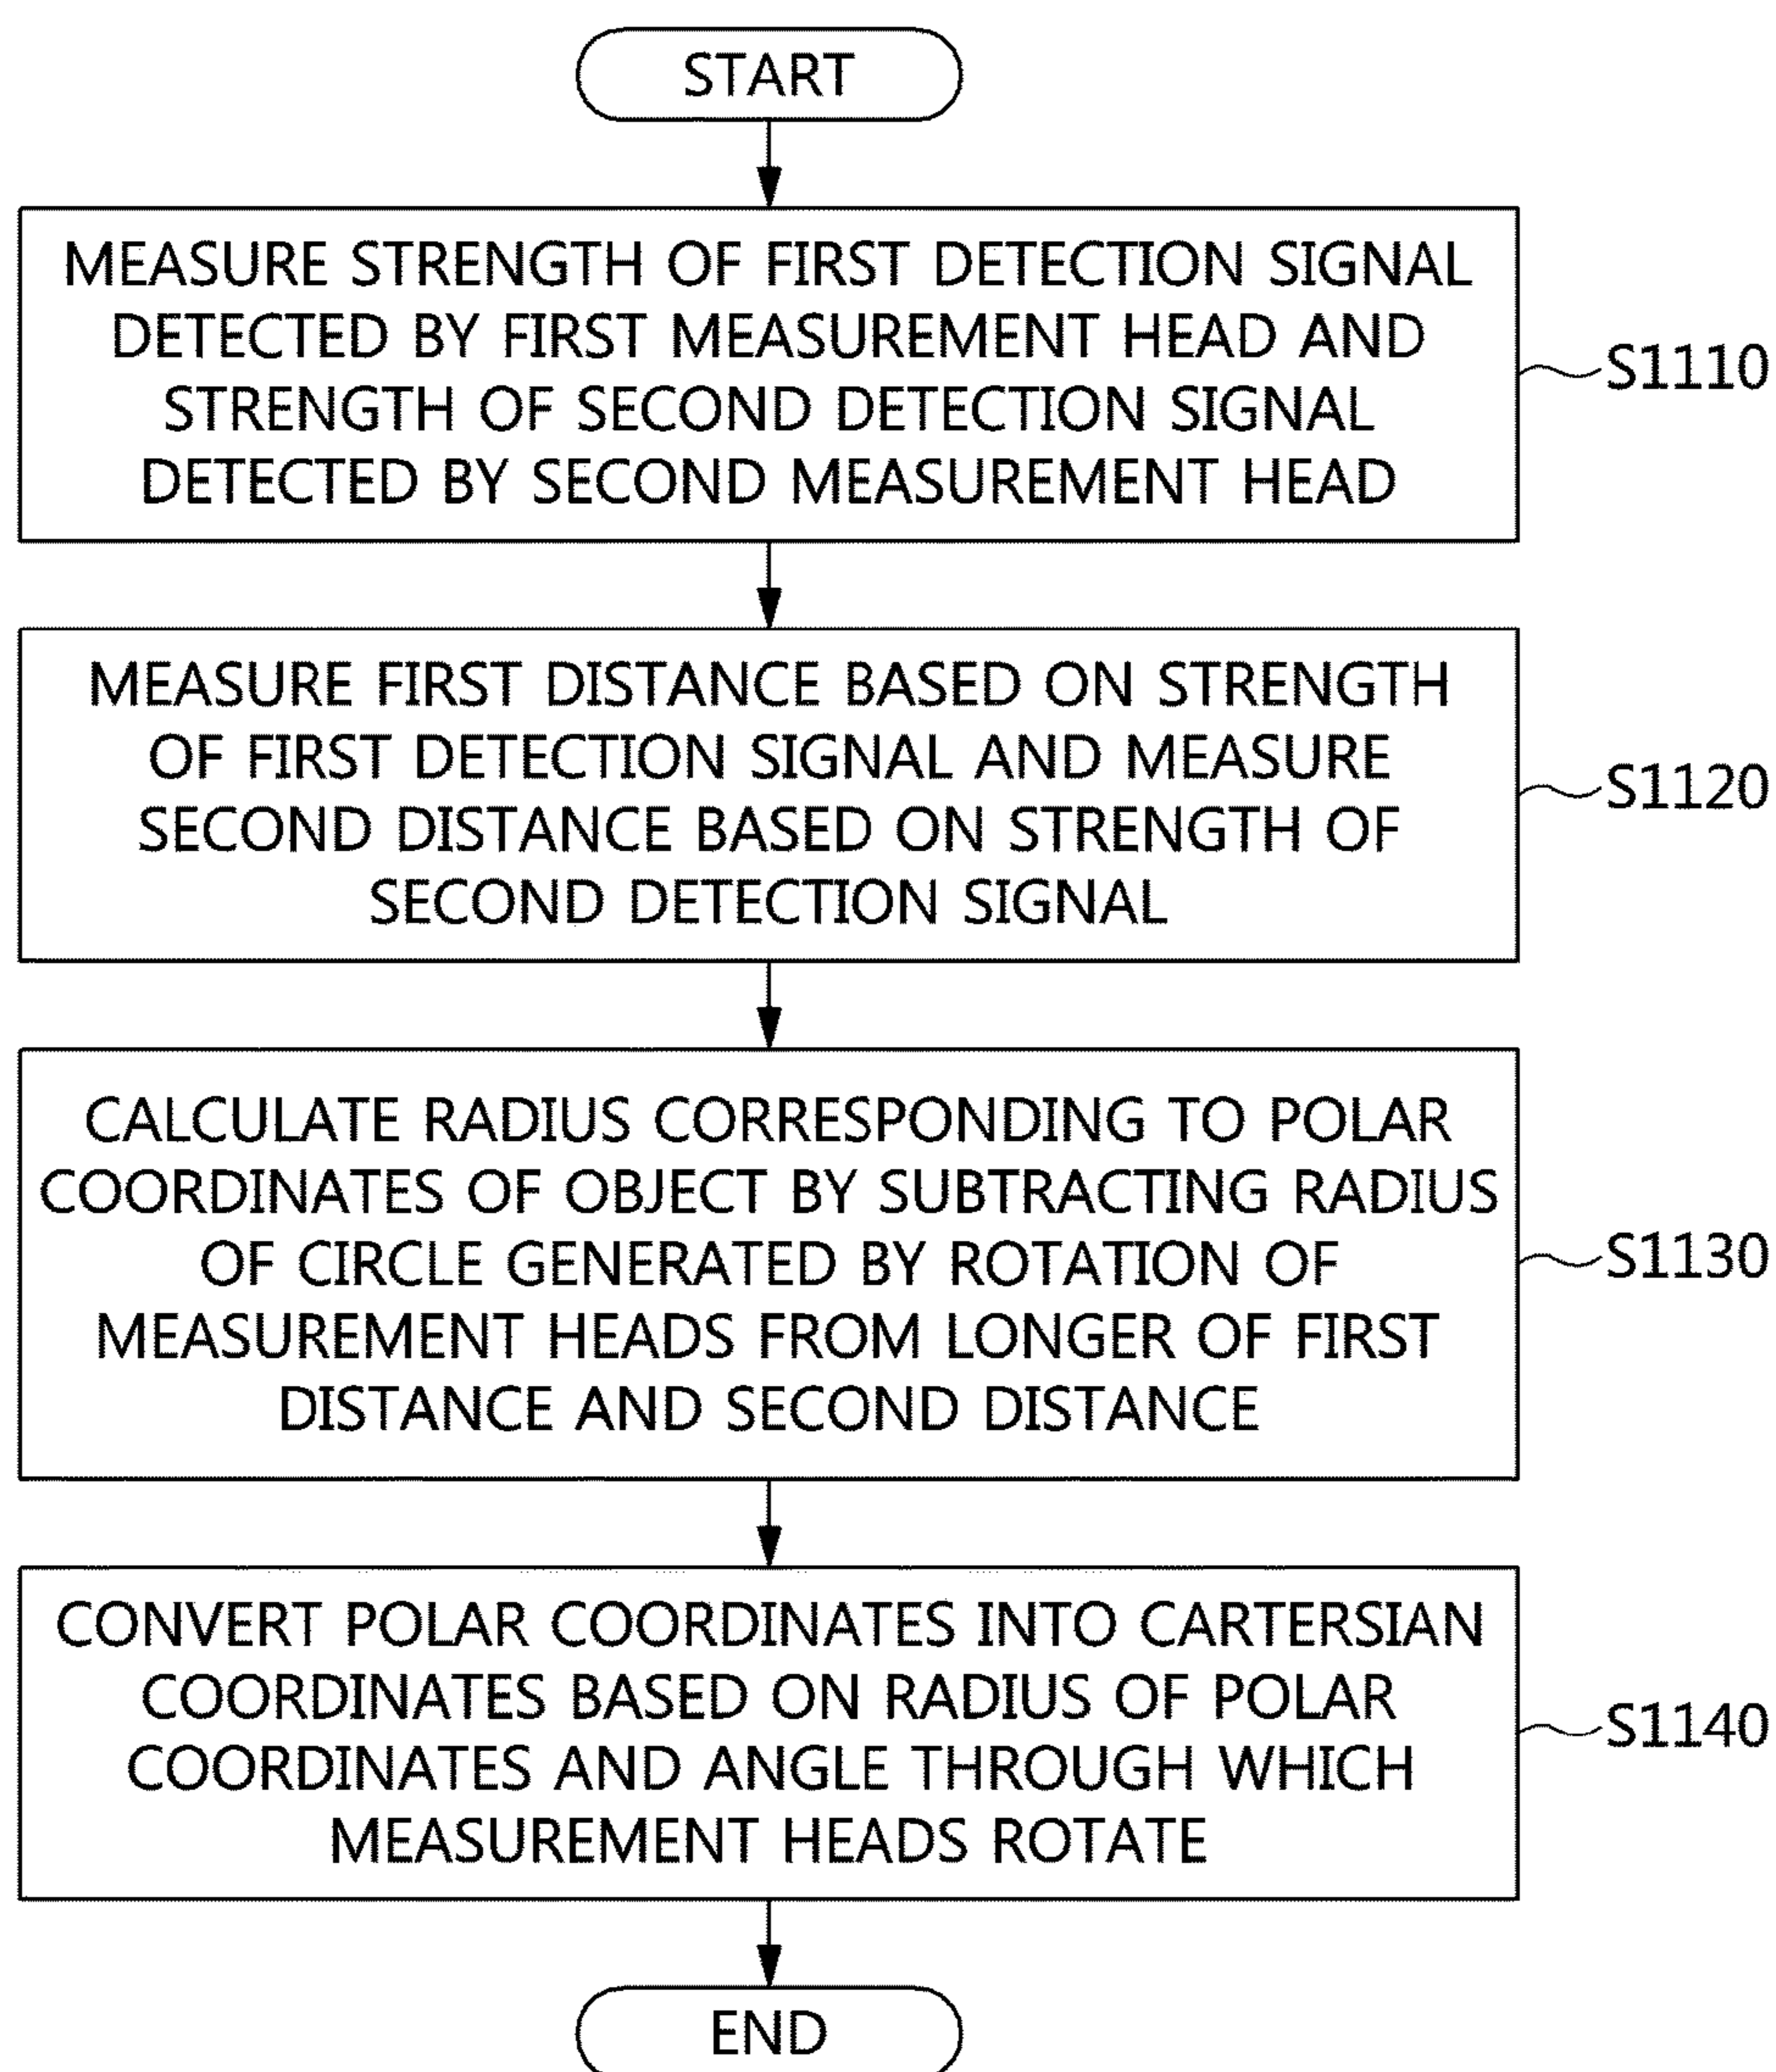 START
MEASURE STRENGTH OF FIRST DETECTION SIGNAL
DETECTED BY FIRST MEASUREMENT HEAD AND
STRENGTH OF SECOND DETECTION SIGNAL
DETECTED BY SECOND MEASUREMENT HEAD
S1110
MEASURE FIRST DISTANCE BASED ON STRENGTH
OF FIRST DETECTION SIGNAL AND MEASURE
SECOND DISTANCE BASED ON STRENGTH OF
SECOND DETECTION SIGNAL
S1120
CALCULATE RADIUS CORRESPONDING TO POLAR
COORDINATES OF OBJECT BY SUBTRACTING RADIUS
OF CIRCLE GENERATED BY ROTATION OF
MEASUREMENT HEADS FROM LONGER OF FIRST
DISTANCE AND SECOND DISTANCE
S1130
CONVERT POLAR COORDINATES INTO CARTERSIAN
COORDINATES BASED ON RADIUS OF POLAR
COORDINATES AND ANGLE THROUGH WHICH
MEASUREMENT HEADS ROTATE
S1140
END